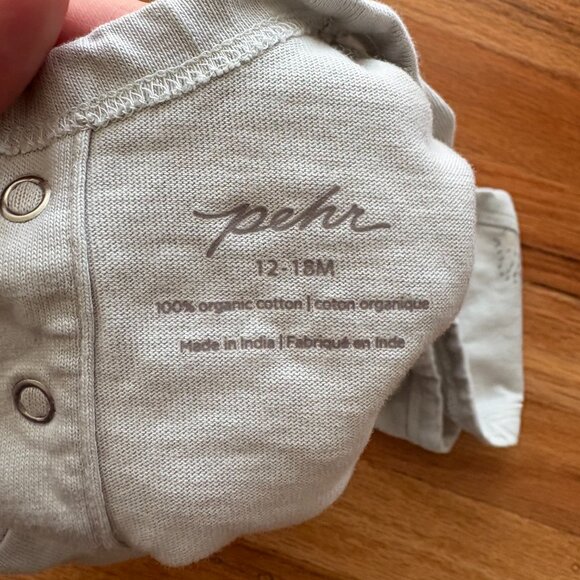 pehr
12-18M
100% organic cotton | coton organique
Made in India | Fabriqué en Inde